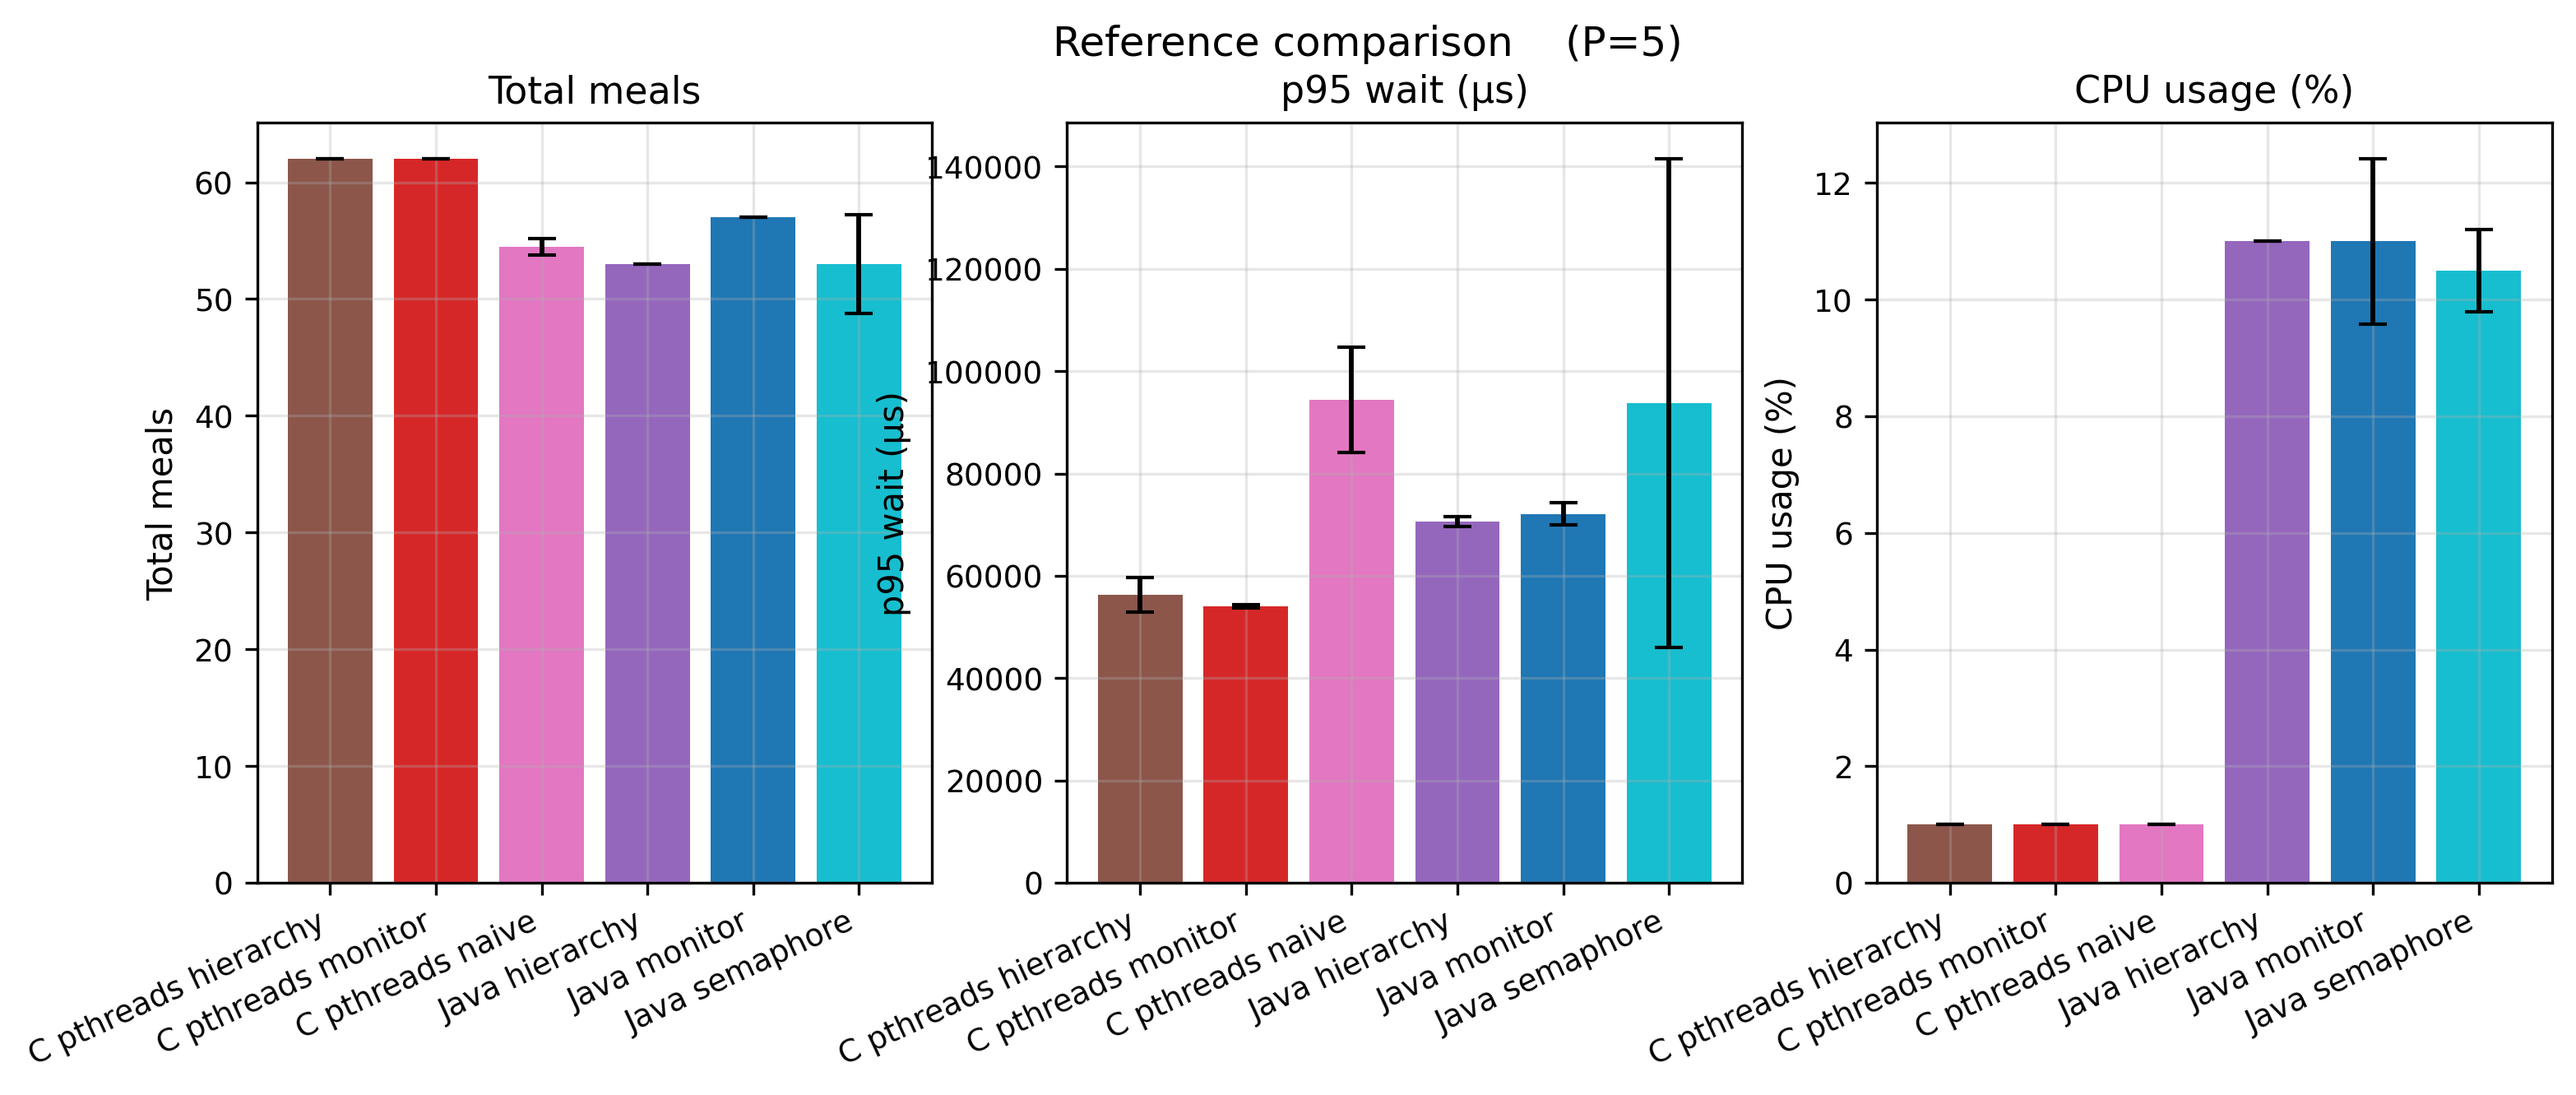 Reference comparison    (P=5)
Total meals
Total meals
60
50
40
30
20
10
0
C pthreads hierarchy
C pthreads monitor
C pthreads naive
Java hierarchy
Java monitor
Java semaphore
p95 wait (µs)
p95 wait (µs)
140000
120000
100000
80000
60000
40000
20000
0
C pthreads hierarchy
C pthreads monitor
C pthreads naive
Java hierarchy
Java monitor
Java semaphore
CPU usage (%)
CPU usage (%)
12
10
8
6
4
2
0
C pthreads hierarchy
C pthreads monitor
C pthreads naive
Java hierarchy
Java monitor
Java semaphore